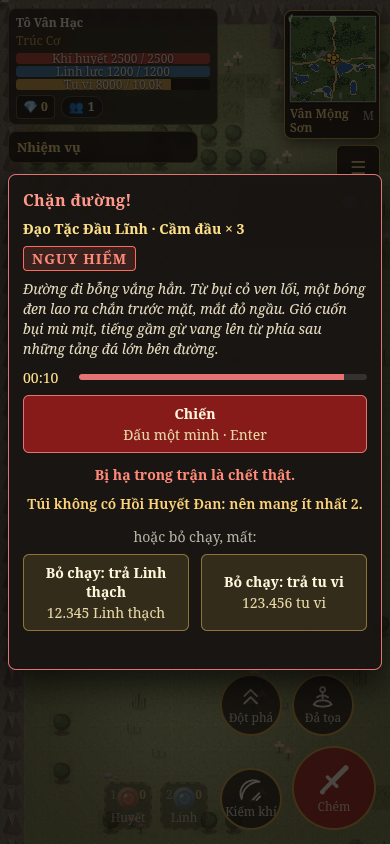 Tô Vân Hạc
Trúc Cơ
Khí huyết 2500 / 2500
Linh lực 1200 / 1200
Tu vi 8000 / 10.0k
💎 0
👥 1
Vân Mộng Sơn
M
Nhiệm vụ
☰
Chặn đường!
Đạo Tặc Đầu Lĩnh · Cầm đầu × 3
NGUY HIỂM
Đường đi bỗng vắng hẳn. Từ bụi cỏ ven lối, một bóng
đen lao ra chắn trước mặt, mắt đỏ ngầu. Gió cuốn
bụi mù mịt, tiếng gầm gừ vang lên từ phía sau
những tảng đá lớn bên đường.
00:10
Chiến
Đấu một mình · Enter
Bị hạ trong trận là chết thật.
Túi không có Hồi Huyết Đan: nên mang ít nhất 2.
hoặc bỏ chạy, mất:
Bỏ chạy: trả Linh
thạch
12.345 Linh thạch
Bỏ chạy: trả tu vi
123.456 tu vi
Đột phá
Đả tọa
Huyết
Linh
Kiếm khí
Chém